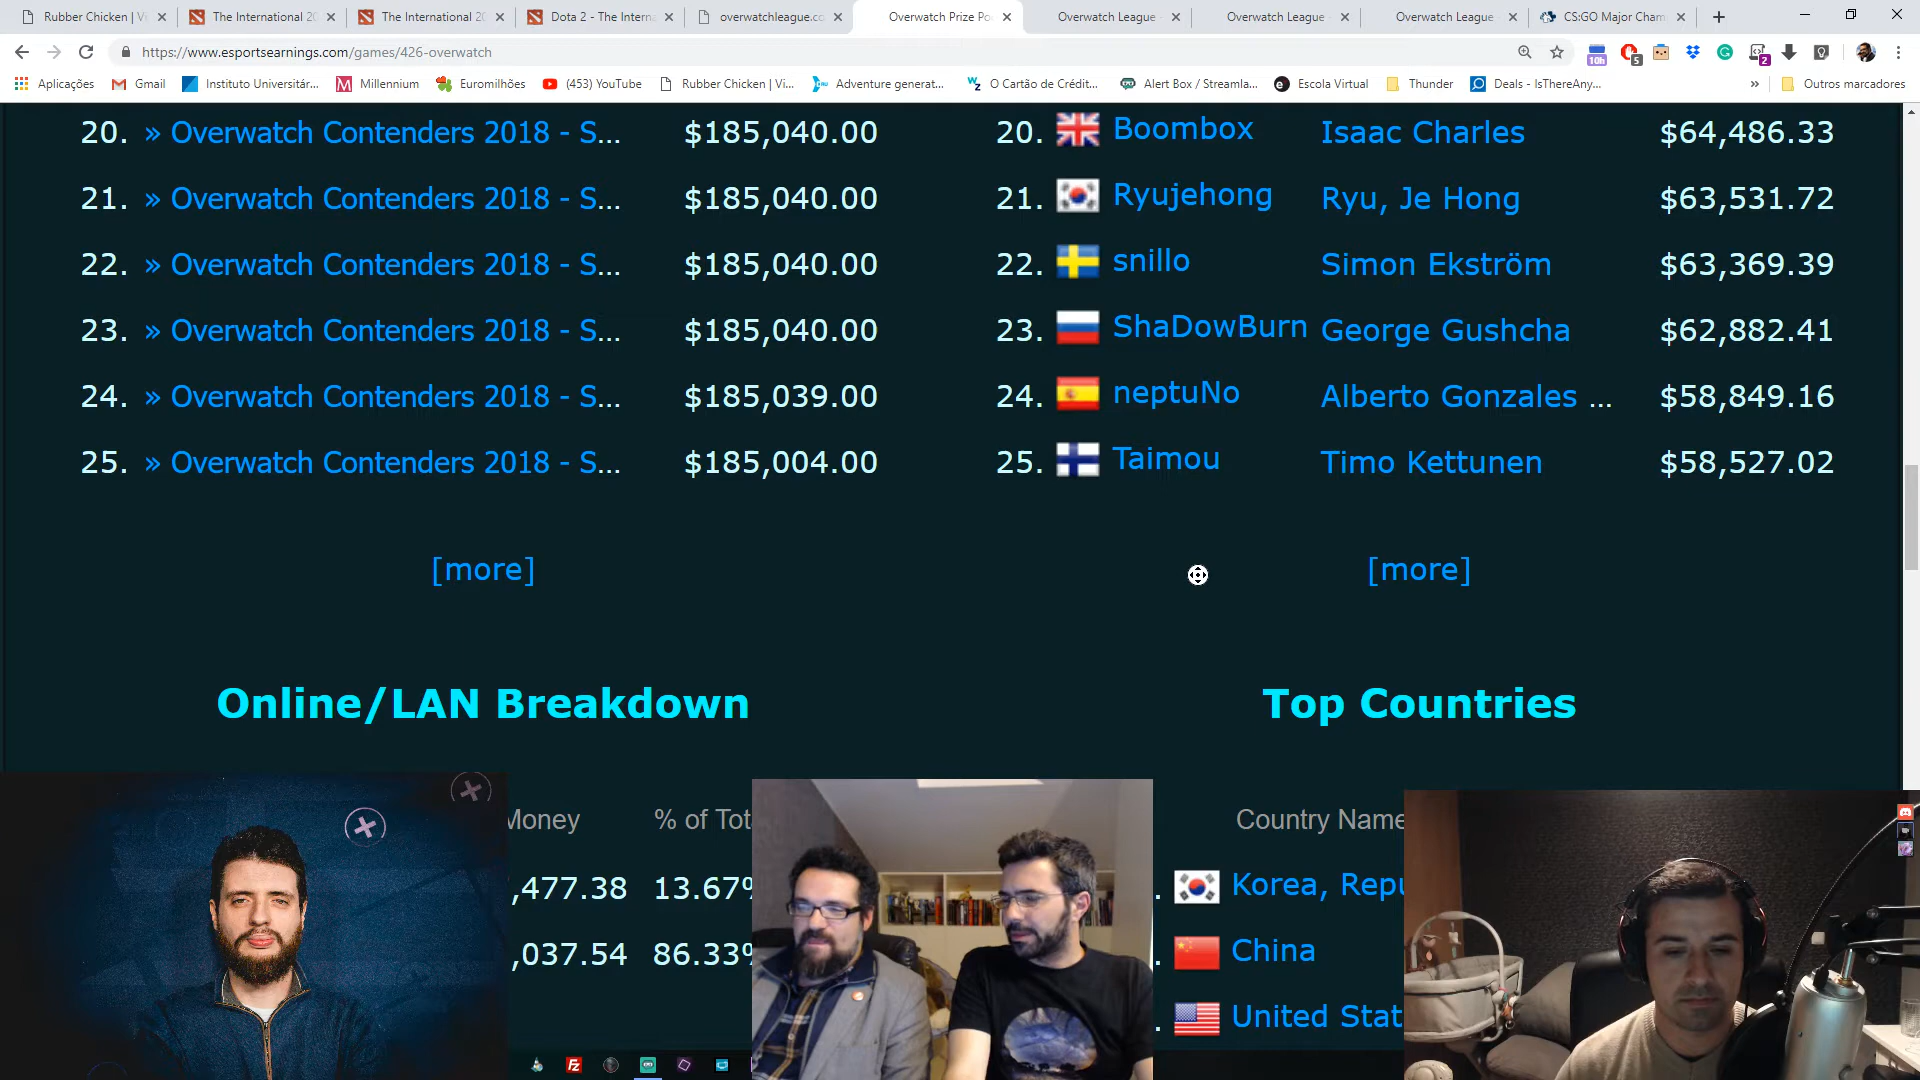 Rubber Chicken | Vi
The International 20
The International 20
Dota 2 - The Interna
overwatchleague.co
Overwatch Prize Po
Overwatch League -
Overwatch League -
Overwatch League
CS:GO Major Cham
https://www.esportsearnings.com/games/426-overwatch
10h
5
2
Aplicações
Gmail
Instituto Universitár...
Millennium
Euromilhões
(453) YouTube
Rubber Chicken | Vi...
Adventure generat...
O Cartão de Crédit...
Alert Box / Streamla...
Escola Virtual
Thunder
Deals - IsThereAny...
»
Outros marcadores
20. » Overwatch Contenders 2018 - S... $185,040.00
21. » Overwatch Contenders 2018 - S... $185,040.00
22. » Overwatch Contenders 2018 - S... $185,040.00
23. » Overwatch Contenders 2018 - S... $185,040.00
24. » Overwatch Contenders 2018 - S... $185,039.00
25. » Overwatch Contenders 2018 - S... $185,004.00
[more]
20. Boombox Isaac Charles $64,486.33
21. Ryujehong Ryu, Je Hong $63,531.72
22. snillo Simon Ekström $63,369.39
23. ShaDowBurn George Gushcha $62,882.41
24. neptuNo Alberto Gonzales ... $58,849.16
25. Taimou Timo Kettunen $58,527.02
[more]
Online/LAN Breakdown
Money % of Tot
,477.38 13.67%
,037.54 86.33%
Top Countries
Country Name
Korea, Repu
China
United Stat
Fz